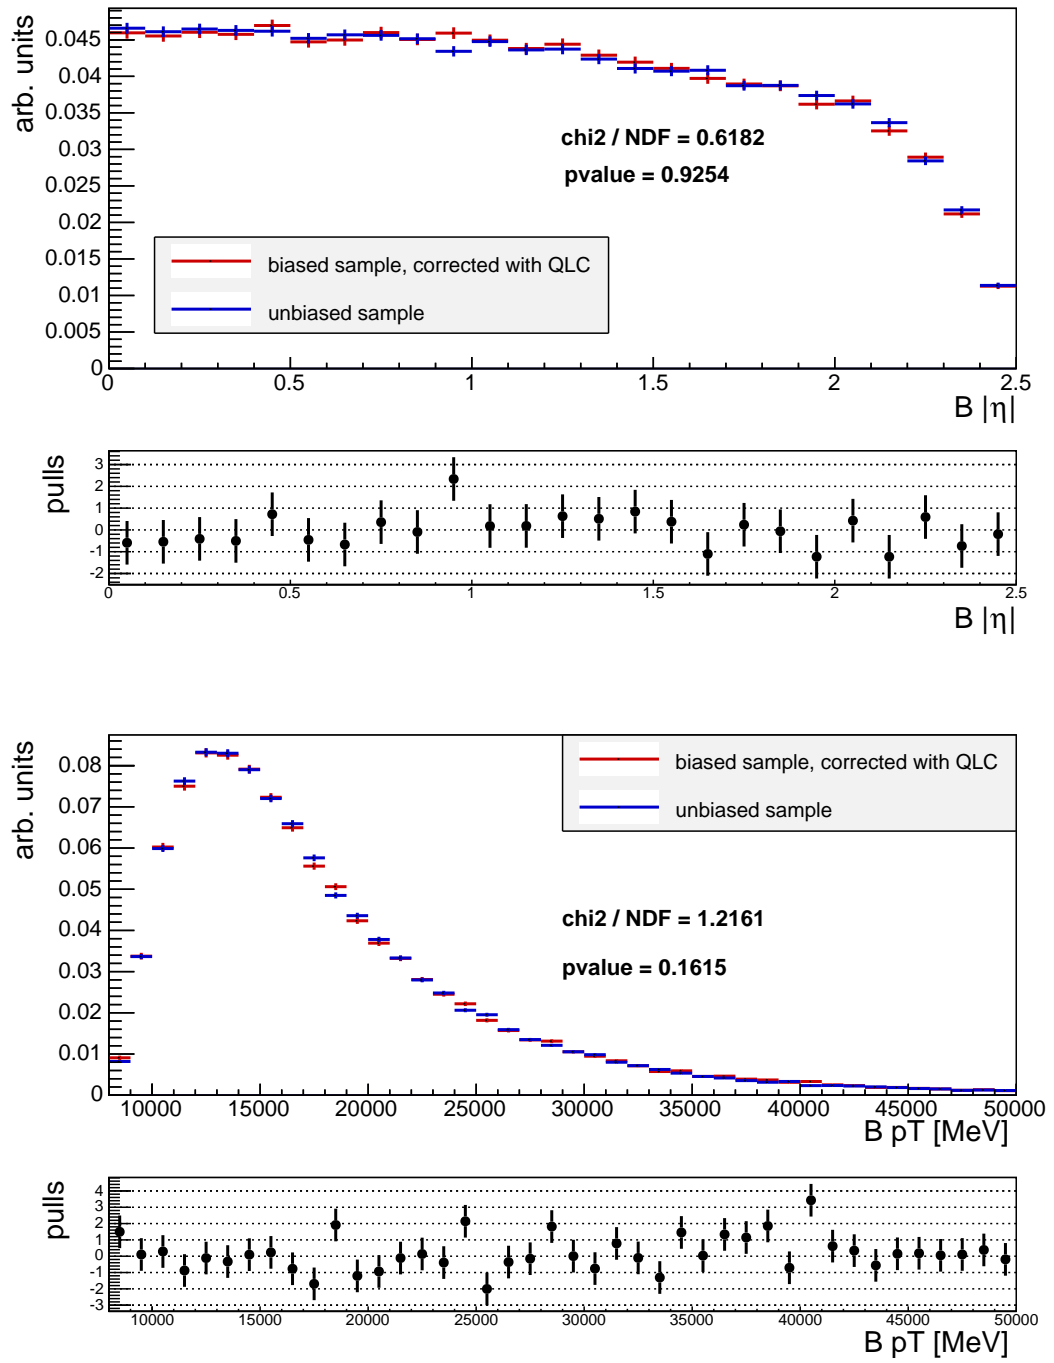 arb. units
0.045
0.04
0.035
0.03
0.025
0.02
0.015
0.01
0.005
0
chi2 / NDF = 0.6182
pvalue = 0.9254
biased sample, corrected with QLC
unbiased sample
0 0.5 1 1.5 2 2.5
B |η|
pulls
3
2
1
0
-1
-2
0 0.5 1 1.5 2 2.5
B |η|
arb. units
0.08
0.07
0.06
0.05
0.04
0.03
0.02
0.01
0
biased sample, corrected with QLC
unbiased sample
chi2 / NDF = 1.2161
pvalue = 0.1615
10000 15000 20000 25000 30000 35000 40000 45000 50000
B pT [MeV]
pulls
4
3
2
1
0
-1
-2
-3
10000 15000 20000 25000 30000 35000 40000 45000 50000
B pT [MeV]